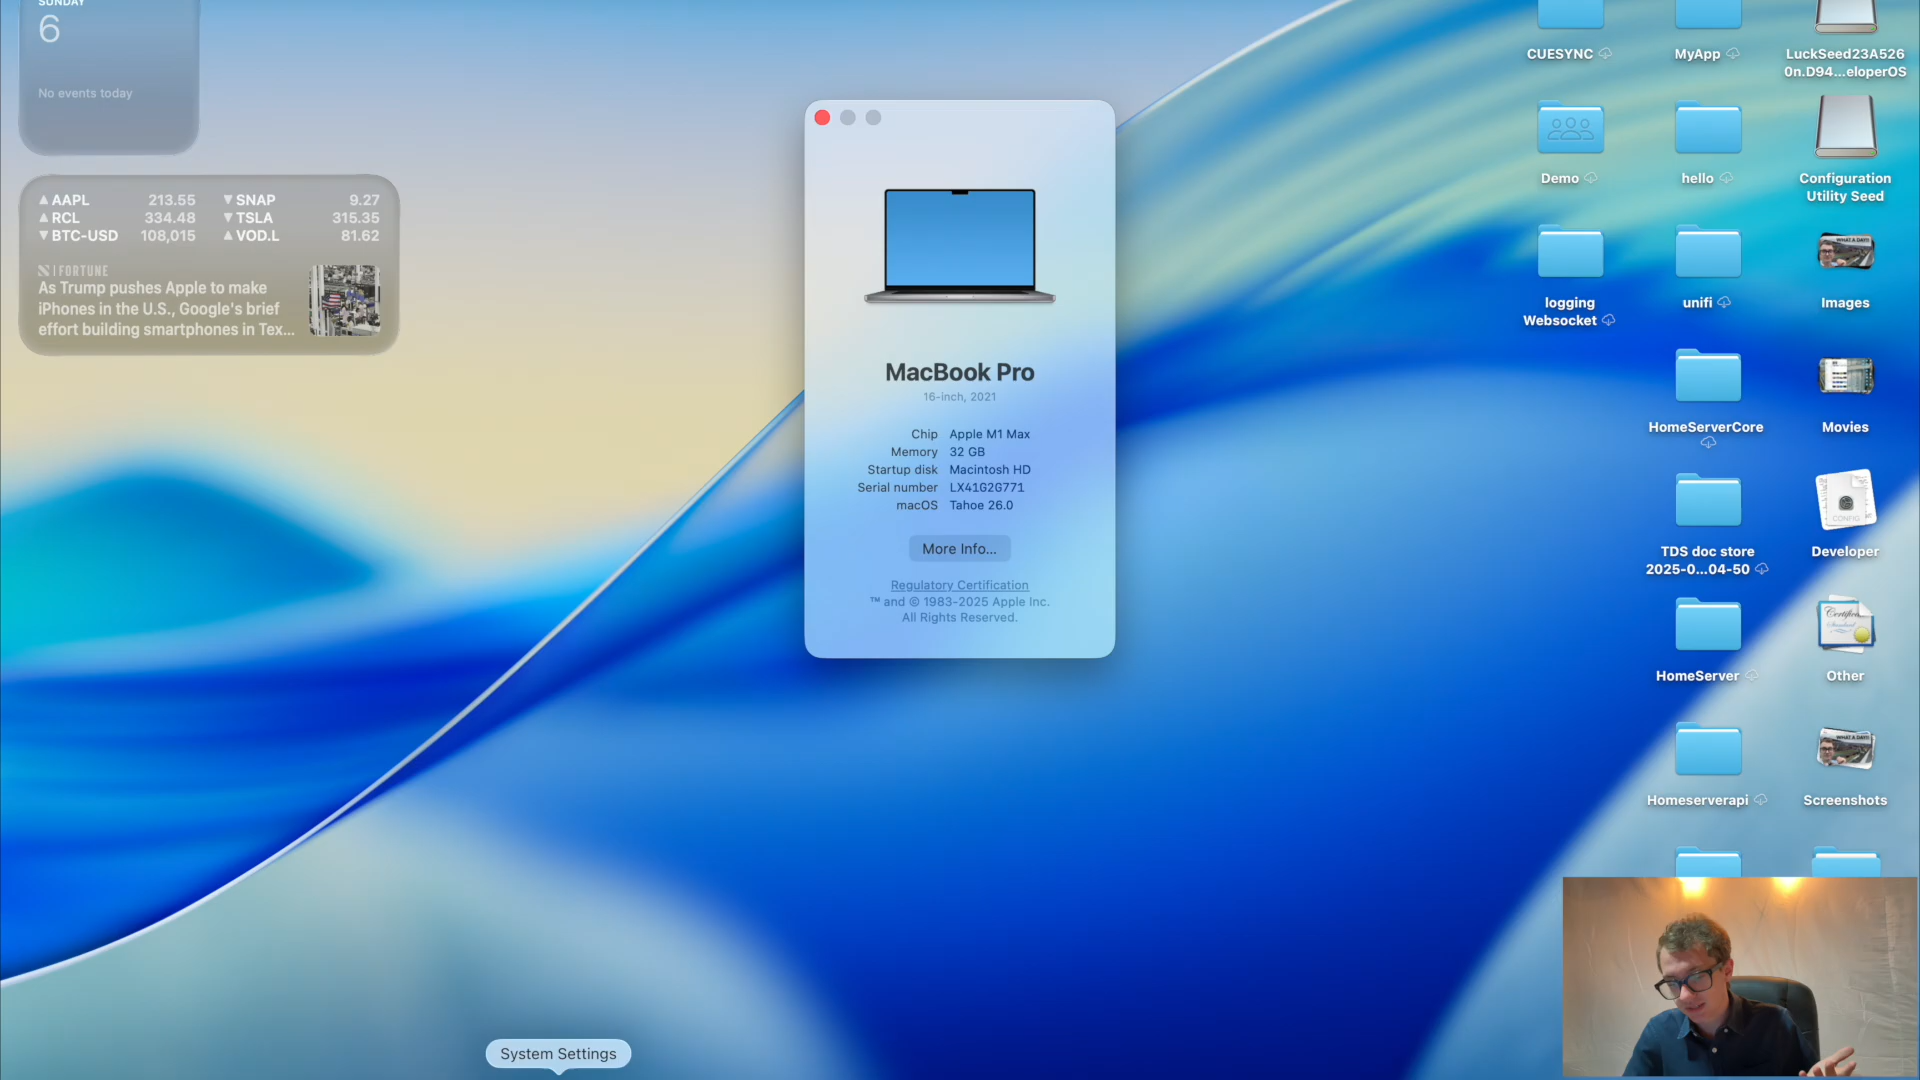 SUNDAY
6
No events today
▲ AAPL 213.55 ▼ SNAP 9.27
▲ RCL 334.48 ▼ TSLA 315.35
▼ BTC-USD 108,015 ▲ VOD.L 81.62
FORTUNE
As Trump pushes Apple to make
iPhones in the U.S., Google's brief
effort building smartphones in Tex...
MacBook Pro
16-inch, 2021
Chip Apple M1 Max
Memory 32 GB
Startup disk Macintosh HD
Serial number LX41G2G771
macOS Tahoe 26.0
More Info...
Regulatory Certification
™ and © 1983-2025 Apple Inc.
All Rights Reserved.
CUESYNC
MyApp
LuckSeed23A526
0n.D94...eloperOS
Demo
hello
Configuration
Utility Seed
logging
Websocket
unifi
WHAT A DAY!
Images
HomeServerCore
Movies
TDS doc store
2025-0...04-50
CONFIG
Developer
HomeServer
Other
Homeserverapi
WHAT A DAY!
Screenshots
System Settings